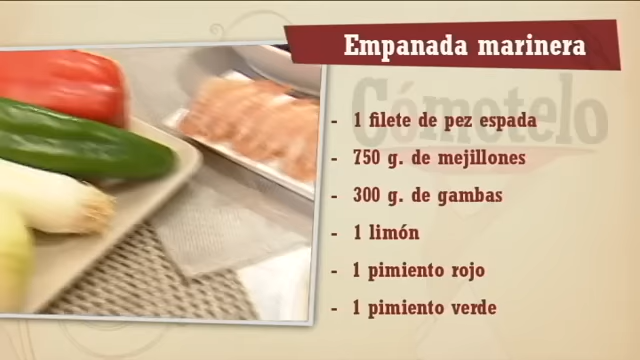 Empanada marinera
Cómetelo
- 1 filete de pez espada
- 750 g. de mejillones
- 300 g. de gambas
- 1 limón
- 1 pimiento rojo
- 1 pimiento verde